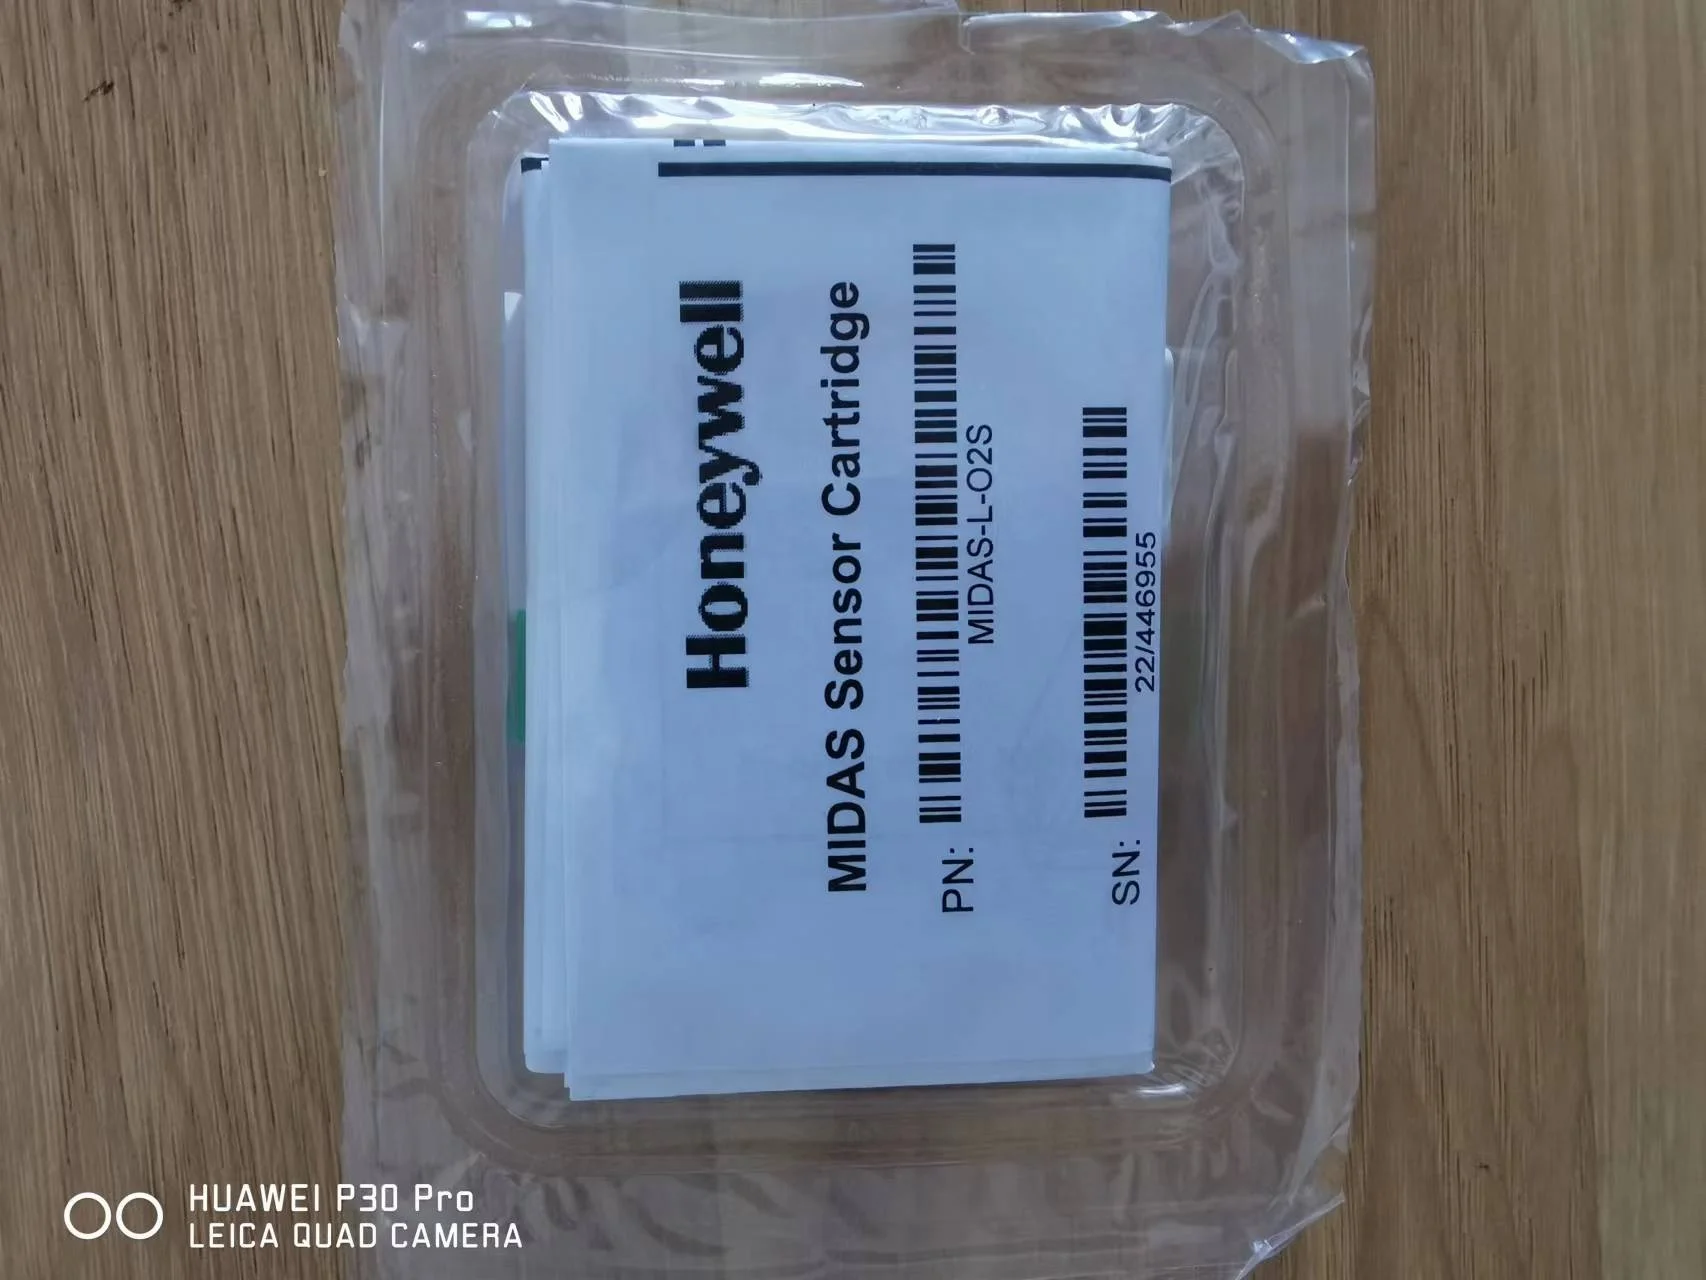 Honeywell
MIDAS Sensor Cartridge
PN:
MIDAS-L-O2S
SN:
22/446955
HUAWEI P30 Pro
LEICA QUAD CAMERA